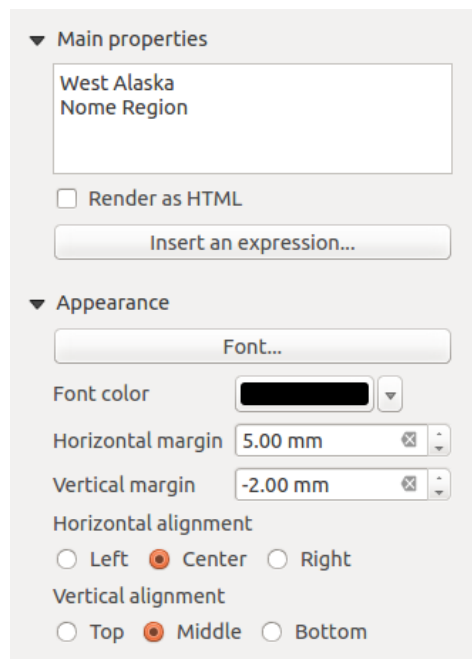 Main properties
West Alaska
Nome Region
Render as HTML
Insert an expression...
Appearance
Font...
Font color
Horizontal margin 5.00 mm
Vertical margin -2.00 mm
Horizontal alignment
Left Center Right
Vertical alignment
Top Middle Bottom